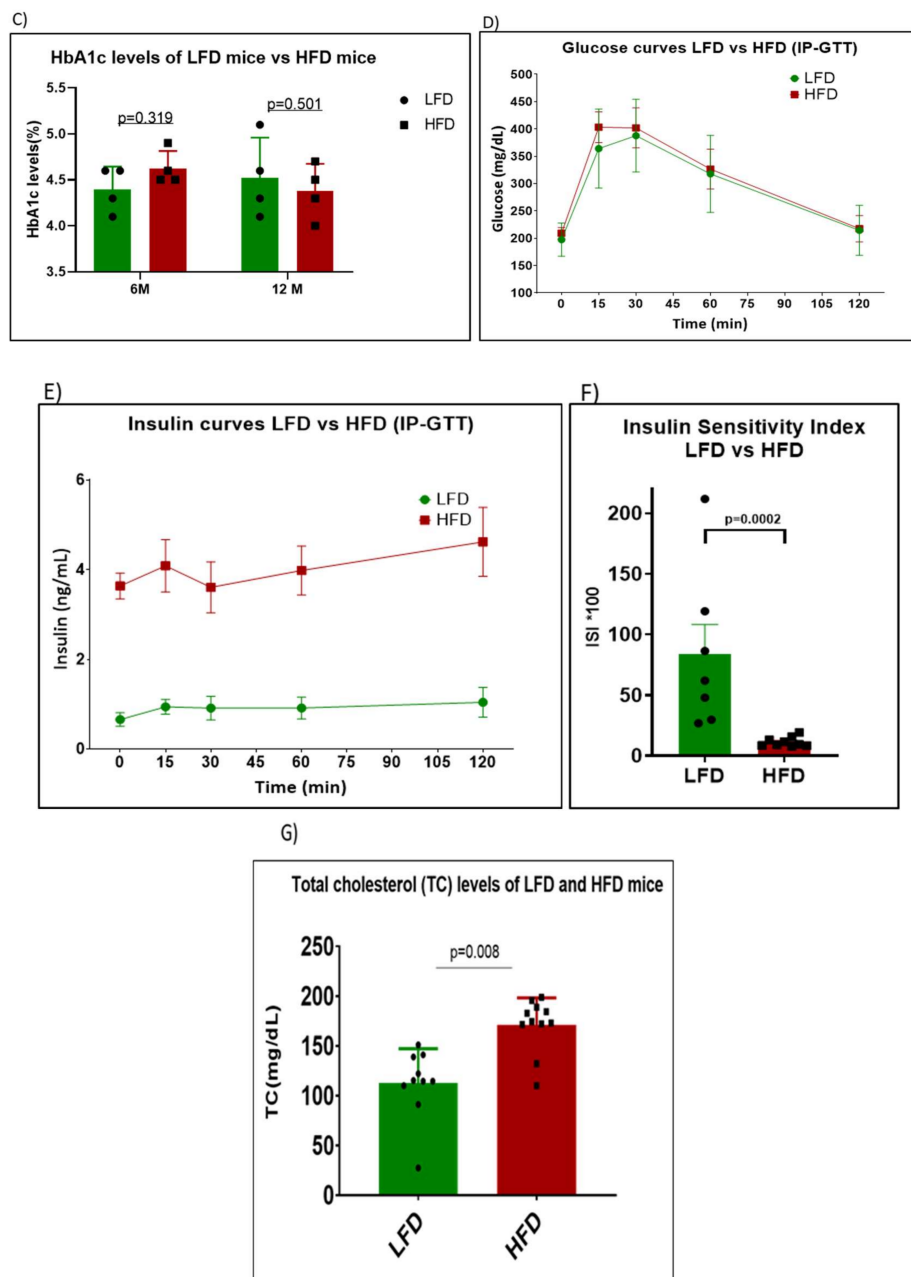 C)
HbA1c levels of LFD mice vs HFD mice
p=0.319
p=0.501
LFD
HFD
HbA1c levels(%)
5.5
5.0
4.5
4.0
3.5
6M
12 M
D)
Glucose curves LFD vs HFD (IP-GTT)
LFD
HFD
Glucose (mg/dL)
500
450
400
350
300
250
200
150
100
0 15 30 45 60 75 90 105 120
Time (min)
E)
Insulin curves LFD vs HFD (IP-GTT)
LFD
HFD
Insulin (ng/mL)
6
4
2
0
0 15 30 45 60 75 90 105 120
Time (min)
F)
Insulin Sensitivity Index
LFD vs HFD
p=0.0002
ISI *100
200
150
100
50
0
LFD HFD
G)
Total cholesterol (TC) levels of LFD and HFD mice
p=0.008
TC(mg/dL)
250
200
150
100
50
0
LFD
HFD